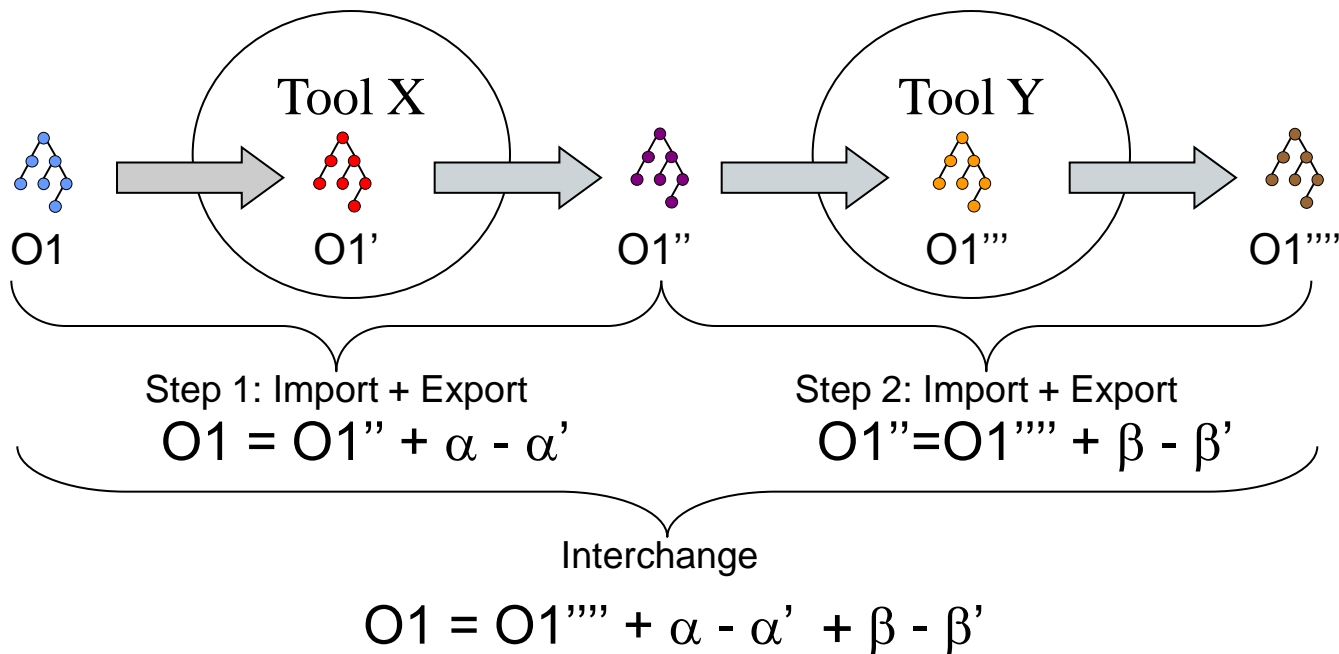 Tool X
Tool Y
O1
O1'
O1''
O1'''
O1''''
Step 1: Import + Export
Step 2: Import + Export
O1 = O1'' + α - α'
O1''=O1'''' + β - β'
Interchange
O1 = O1'''' + α - α' + β - β'